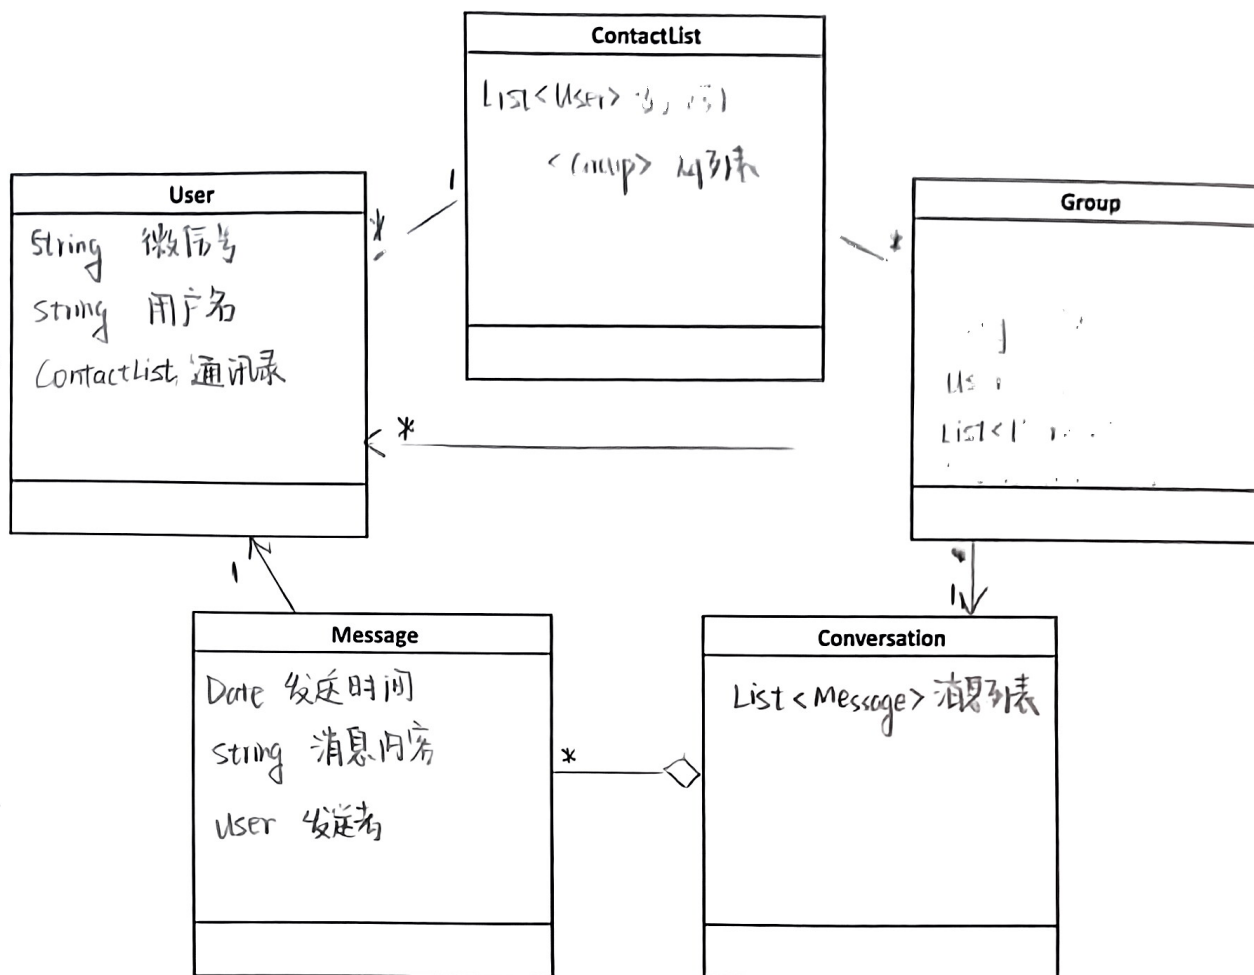 ContactList
List<User>
User
String 微信号
String 用户名
ContactList 通讯录
1
*
*
Group
List<
*
1
1
Message
Date 发送时间
String 消息内容
User 发送者
*
Conversation
List<Message> 消息列表